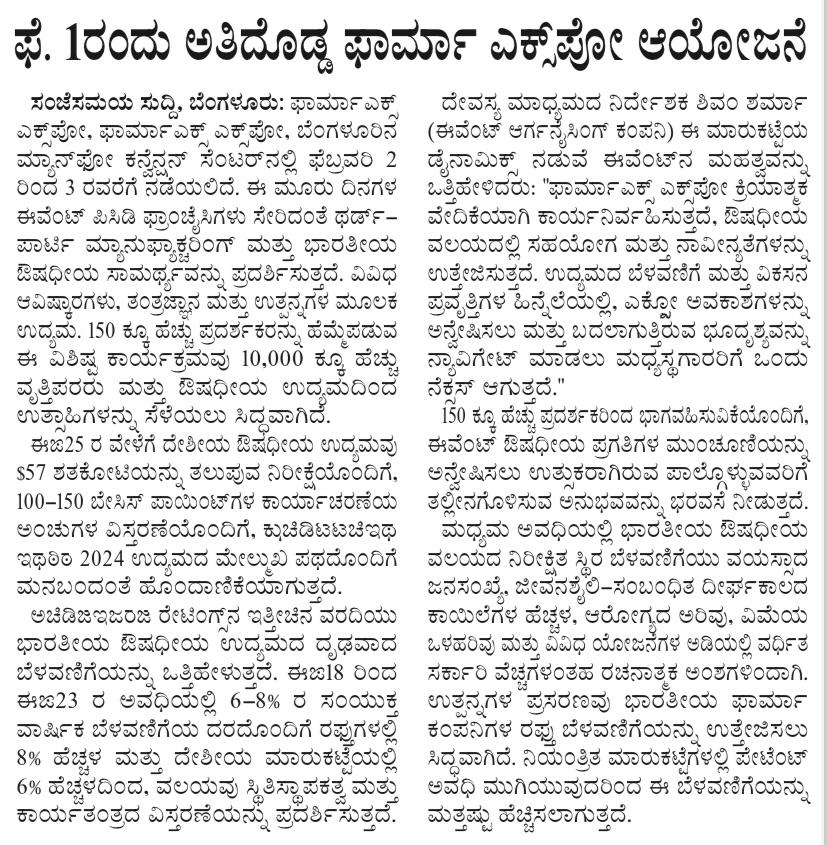 ಫೆ. 1ರಂದು ಅತಿದೊಡ್ಡ ಫಾರ್ಮಾ ಎಕ್ಸ್‌ಪೋ ಆಯೋಜನೆ
ಸಂಜೆಸಮಯ ಸುದ್ದಿ, ಬೆಂಗಳೂರು: ಫಾರ್ಮಾಎಕ್ಸ್
ಎಕ್ಸ್‌ಪೋ, ಫಾರ್ಮಾಎಕ್ಸ್ ಎಕ್ಸ್‌ಪೋ, ಬೆಂಗಳೂರಿನ
ಮ್ಯಾನ್‌ಫೋ ಕನ್ವೆನ್ಷನ್ ಸೆಂಟರ್‌ನಲ್ಲಿ ಫೆಬ್ರವರಿ 2
ರಿಂದ 3 ರವರೆಗೆ ನಡೆಯಲಿದೆ. ಈ ಮೂರು ದಿನಗಳ
ಈವೆಂಟ್ ಪಿಸಿಡಿ ಫ್ರಾಂಚೈಸಿಗಳು ಸೇರಿದಂತೆ ಥರ್ಡ್-
ಪಾರ್ಟಿ ಮ್ಯಾನುಫ್ಯಾಕ್ಚರಿಂಗ್ ಮತ್ತು ಭಾರತೀಯ
ಔಷಧೀಯ ಸಾಮರ್ಥ್ಯವನ್ನು ಪ್ರದರ್ಶಿಸುತ್ತದೆ. ವಿವಿಧ
ಆವಿಷ್ಕಾರಗಳು, ತಂತ್ರಜ್ಞಾನ ಮತ್ತು ಉತ್ಪನ್ನಗಳ ಮೂಲಕ
ಉದ್ಯಮ. 150 ಕ್ಕೂ ಹೆಚ್ಚು ಪ್ರದರ್ಶಕರನ್ನು ಹೆಮ್ಮೆಪಡುವ
ಈ ವಿಶಿಷ್ಟ ಕಾರ್ಯಕ್ರಮವು 10,000 ಕ್ಕೂ ಹೆಚ್ಚು
ವೃತ್ತಿಪರರು ಮತ್ತು ಔಷಧೀಯ ಉದ್ಯಮದಿಂದ
ಉತ್ಸಾಹಿಗಳನ್ನು ಸೆಳೆಯಲು ಸಿದ್ಧವಾಗಿದೆ.
ಈಙ25 ರ ವೇಳೆಗೆ ದೇಶೀಯ ಔಷಧೀಯ ಉದ್ಯಮವು
$57 ಶತಕೋಟಿಯನ್ನು ತಲುಪುವ ನಿರೀಕ್ಷೆಯೊಂದಿಗೆ,
100-150 ಬೇಸಿಸ್ ಪಾಯಿಂಟ್‌ಗಳ ಕಾರ್ಯಾಚರಣೆಯ
ಅಂಚುಗಳ ವಿಸ್ತರಣೆಯೊಂದಿಗೆ,
2024 ಉದ್ಯಮದ ಮೇಲ್ಮುಖ ಪಥದೊಂದಿಗೆ
ಮನಬಂದಂತೆ ಹೊಂದಾಣಿಕೆಯಾಗುತ್ತದೆ.
ರೇಟಿಂಗ್ಸ್‌ನ ಇತ್ತೀಚಿನ ವರದಿಯು
ಭಾರತೀಯ ಔಷಧೀಯ ಉದ್ಯಮದ ದೃಢವಾದ
ಬೆಳವಣಿಗೆಯನ್ನು ಒತ್ತಿಹೇಳುತ್ತದೆ. ಈಙ18 ರಿಂದ
ಈಙ23 ರ ಅವಧಿಯಲ್ಲಿ 6-8% ರ ಸಂಯುಕ್ತ
ವಾರ್ಷಿಕ ಬೆಳವಣಿಗೆಯ ದರದೊಂದಿಗೆ ರಫ್ತುಗಳಲ್ಲಿ
8% ಹೆಚ್ಚಳ ಮತ್ತು ದೇಶೀಯ ಮಾರುಕಟ್ಟೆಯಲ್ಲಿ
6% ಹೆಚ್ಚಳದಿಂದ, ವಲಯವು ಸ್ಥಿತಿಸ್ಥಾಪಕತ್ವ ಮತ್ತು
ಕಾರ್ಯತಂತ್ರದ ವಿಸ್ತರಣೆಯನ್ನು ಪ್ರದರ್ಶಿಸುತ್ತದೆ.
ದೇವಸ್ಯ ಮಾಧ್ಯಮದ ನಿರ್ದೇಶಕ ಶಿವಂ ಶರ್ಮಾ
(ಈವೆಂಟ್ ಆರ್ಗನೈಸಿಂಗ್ ಕಂಪನಿ) ಈ ಮಾರುಕಟ್ಟೆಯ
ಡೈನಾಮಿಕ್ಸ್ ನಡುವೆ ಈವೆಂಟ್‌ನ ಮಹತ್ವವನ್ನು
ಒತ್ತಿಹೇಳಿದರು: "ಫಾರ್ಮಾಎಕ್ಸ್ ಎಕ್ಸ್‌ಪೋ ಕ್ರಿಯಾತ್ಮಕ
ವೇದಿಕೆಯಾಗಿ ಕಾರ್ಯನಿರ್ವಹಿಸುತ್ತದೆ, ಔಷಧೀಯ
ವಲಯದಲ್ಲಿ ಸಹಯೋಗ ಮತ್ತು ನಾವೀನ್ಯತೆಗಳನ್ನು
ಉತ್ತೇಜಿಸುತ್ತದೆ. ಉದ್ಯಮದ ಬೆಳವಣಿಗೆ ಮತ್ತು ವಿಕಸನ
ಪ್ರವೃತ್ತಿಗಳ ಹಿನ್ನೆಲೆಯಲ್ಲಿ, ಎಕ್ಸ್ಪೋ ಅವಕಾಶಗಳನ್ನು
ಅನ್ವೇಷಿಸಲು ಮತ್ತು ಬದಲಾಗುತ್ತಿರುವ ಭೂದೃಶ್ಯವನ್ನು
ನ್ಯಾವಿಗೇಟ್ ಮಾಡಲು ಮಧ್ಯಸ್ಥಗಾರರಿಗೆ ಒಂದು
ನೆಕ್ಸಸ್ ಆಗುತ್ತದೆ."
150 ಕ್ಕೂ ಹೆಚ್ಚು ಪ್ರದರ್ಶಕರಿಂದ ಭಾಗವಹಿಸುವಿಕೆಯೊಂದಿಗೆ,
ಈವೆಂಟ್ ಔಷಧೀಯ ಪ್ರಗತಿಗಳ ಮುಂಚೂಣಿಯನ್ನು
ಅನ್ವೇಷಿಸಲು ಉತ್ಸುಕರಾಗಿರುವ ಪಾಲ್ಗೊಳ್ಳುವವರಿಗೆ
ತಲ್ಲೀನಗೊಳಿಸುವ ಅನುಭವವನ್ನು ಭರವಸೆ ನೀಡುತ್ತದೆ.
ಮಧ್ಯಮ ಅವಧಿಯಲ್ಲಿ ಭಾರತೀಯ ಔಷಧೀಯ
ವಲಯದ ನಿರೀಕ್ಷಿತ ಸ್ಥಿರ ಬೆಳವಣಿಗೆಯು ವಯಸ್ಸಾದ
ಜನಸಂಖ್ಯೆ, ಜೀವನಶೈಲಿ-ಸಂಬಂಧಿತ ದೀರ್ಘಕಾಲದ
ಕಾಯಿಲೆಗಳ ಹೆಚ್ಚಳ, ಆರೋಗ್ಯದ ಅರಿವು, ವಿಮೆಯ
ಒಳಹರಿವು ಮತ್ತು ವಿವಿಧ ಯೋಜನೆಗಳ ಅಡಿಯಲ್ಲಿ ವರ್ಧಿತ
ಸರ್ಕಾರಿ ವೆಚ್ಚಗಳಂತಹ ರಚನಾತ್ಮಕ ಅಂಶಗಳಿಂದಾಗಿ.
ಉತ್ಪನ್ನಗಳ ಪ್ರಸರಣವು ಭಾರತೀಯ ಫಾರ್ಮಾ
ಕಂಪನಿಗಳ ರಫ್ತು ಬೆಳವಣಿಗೆಯನ್ನು ಉತ್ತೇಜಿಸಲು
ಸಿದ್ಧವಾಗಿದೆ. ನಿಯಂತ್ರಿತ ಮಾರುಕಟ್ಟೆಗಳಲ್ಲಿ ಪೇಟೆಂಟ್
ಅವಧಿ ಮುಗಿಯುವುದರಿಂದ ಈ ಬೆಳವಣಿಗೆಯನ್ನು
ಮತ್ತಷ್ಟು ಹೆಚ್ಚಿಸಲಾಗುತ್ತದೆ.